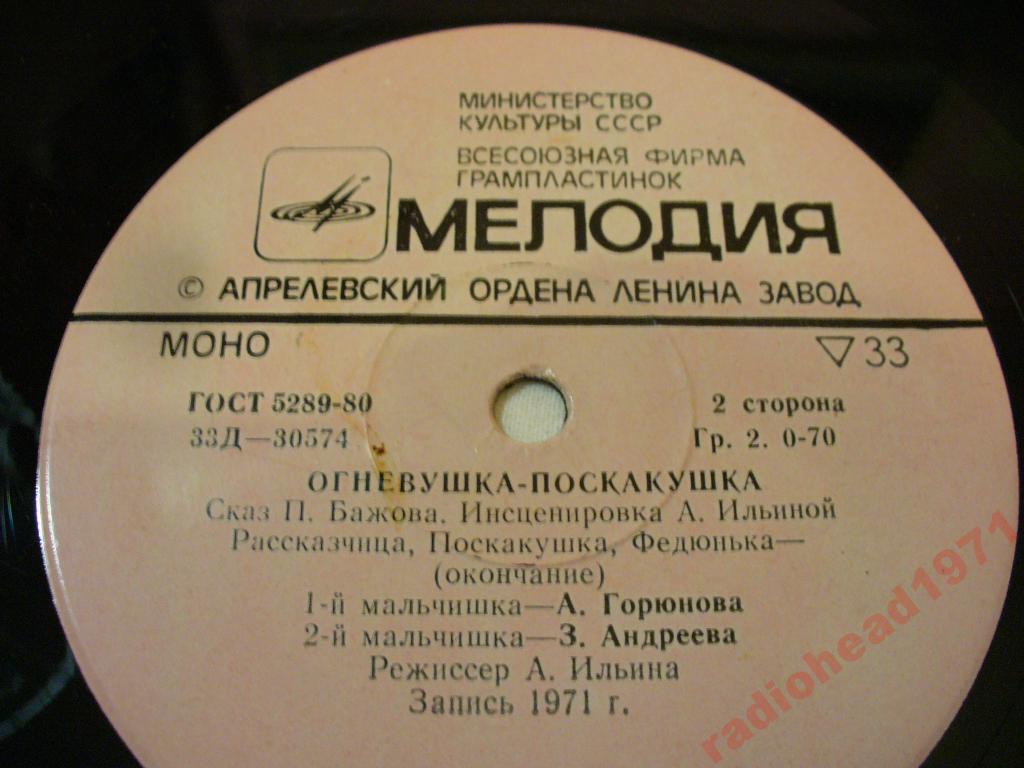 МИНИСТЕРСТВО
КУЛЬТУРЫ СССР
ВСЕСОЮЗНАЯ ФИРМА
ГРАМПЛАСТИНОК
МЕЛОДИЯ
© АПРЕЛЕВСКИЙ ОРДЕНА ЛЕНИНА ЗАВОД
МОНО ▽ 33
ГОСТ 5289-80 2 сторона
33Д—30574 Гр. 2. 0-70
ОГНЕВУШКА-ПОСКАКУШКА
Сказ П. Бажова. Инсценировка А. Ильиной
Рассказчица, Поскакушка, Федюнька—
(окончание)
1-й мальчишка—А. Горюнова
2-й мальчишка—З. Андреева
Режиссер А. Ильина
Запись 1971 г.
radiohead1971